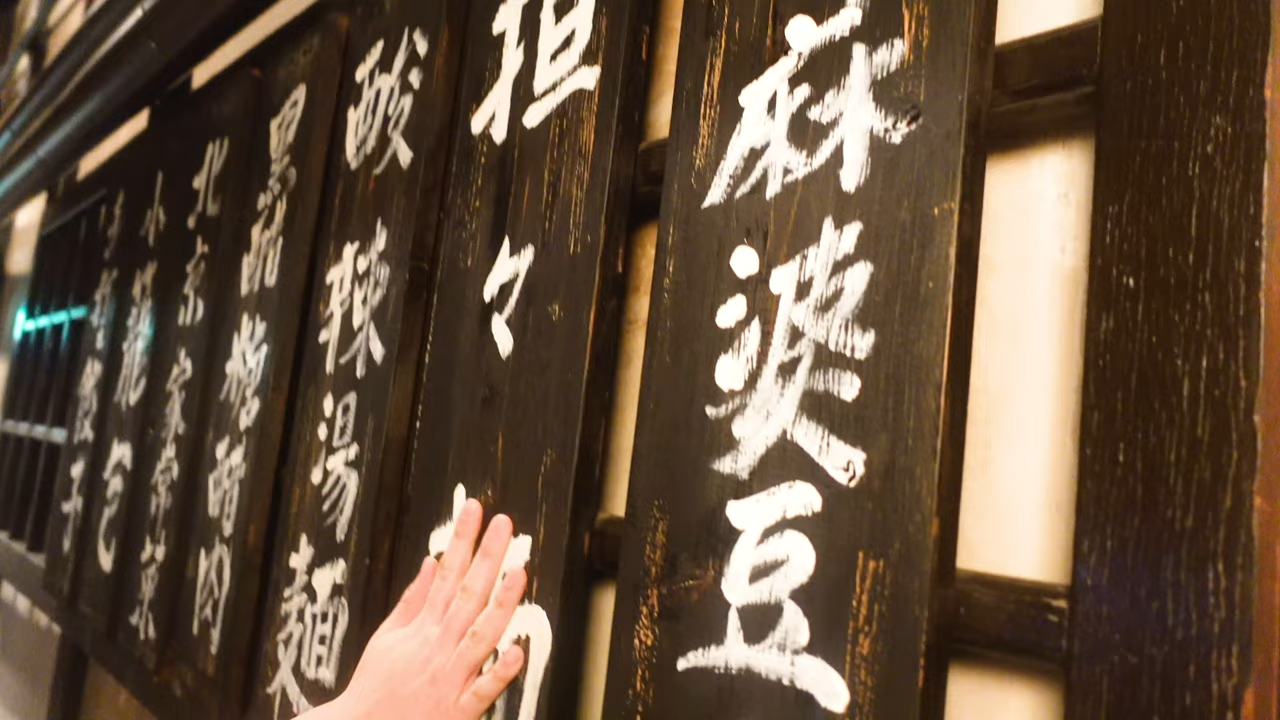 麻婆豆
担々
酸辣湯麺
黒酢糖醋肉
北京家常菜
小籠包
餃子